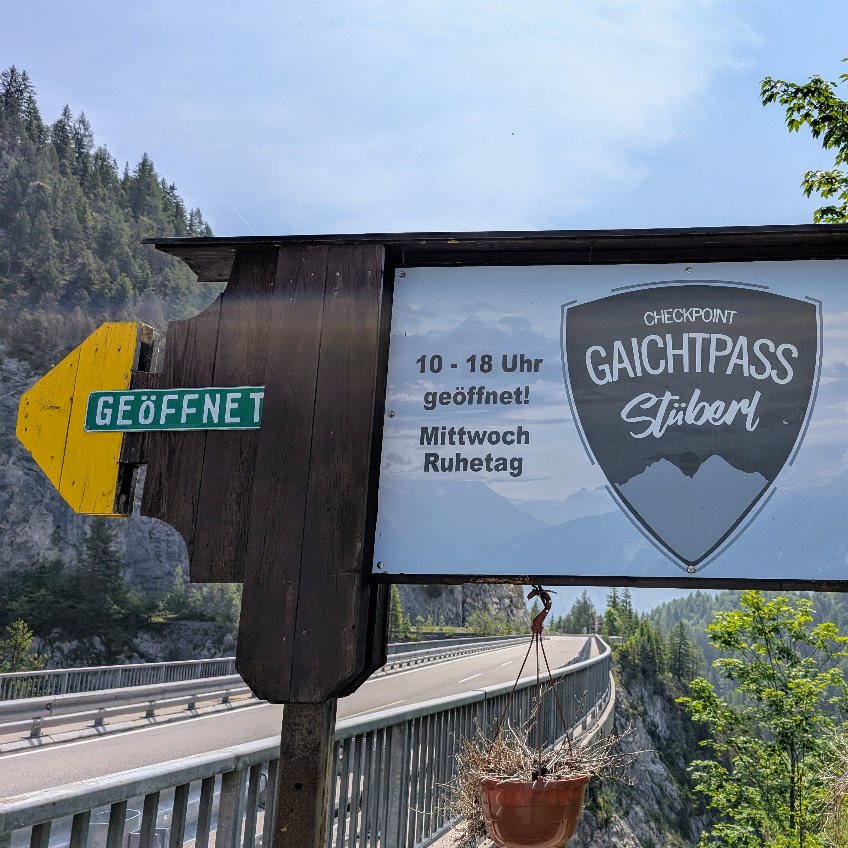 GEÖFFNET
10 - 18 Uhr
geöffnet!
Mittwoch
Ruhetag
CHECKPOINT
GAICHTPASS
Stüberl